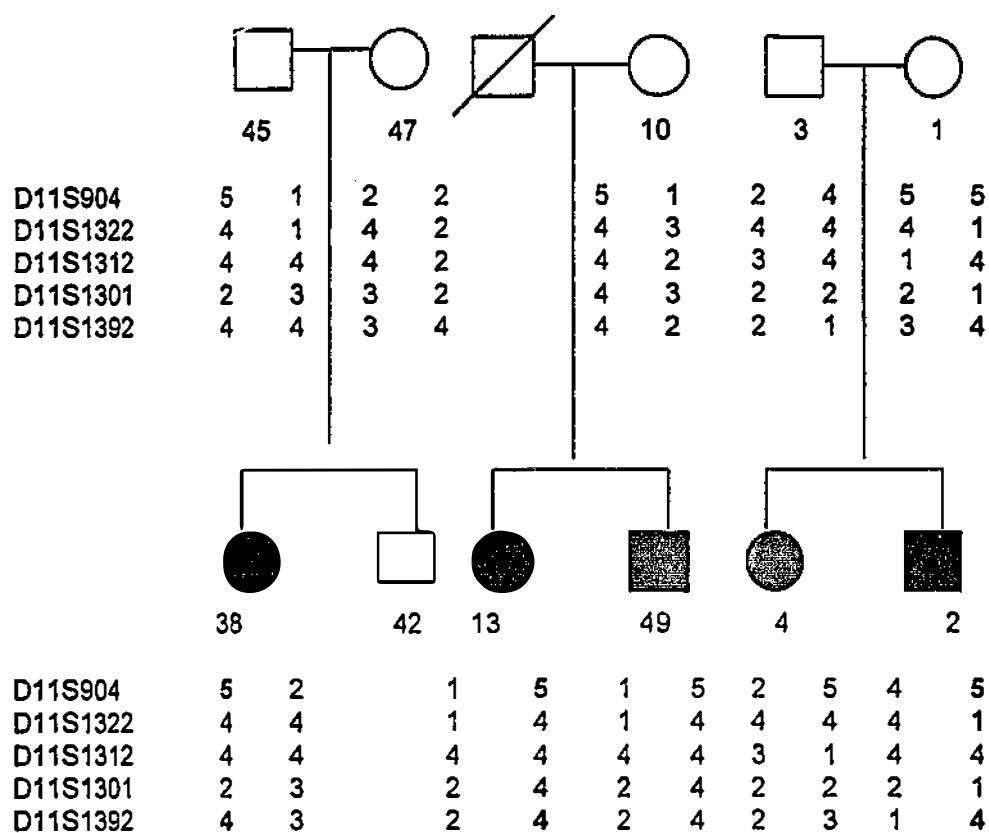 45 47 10 3 1
D11S904 5 1 2 2 5 1 2 4 5 5
D11S1322 4 1 4 2 4 3 4 4 4 1
D11S1312 4 4 4 2 4 2 3 4 1 4
D11S1301 2 3 3 2 4 3 2 2 2 1
D11S1392 4 4 3 4 4 2 2 1 3 4
38 42 13 49 4 2
D11S904 5 2 1 5 1 5 2 5 4 5
D11S1322 4 4 1 4 1 4 4 4 4 1
D11S1312 4 4 4 4 4 4 3 1 4 4
D11S1301 2 3 2 4 2 4 2 2 2 1
D11S1392 4 3 2 4 2 4 2 3 1 4